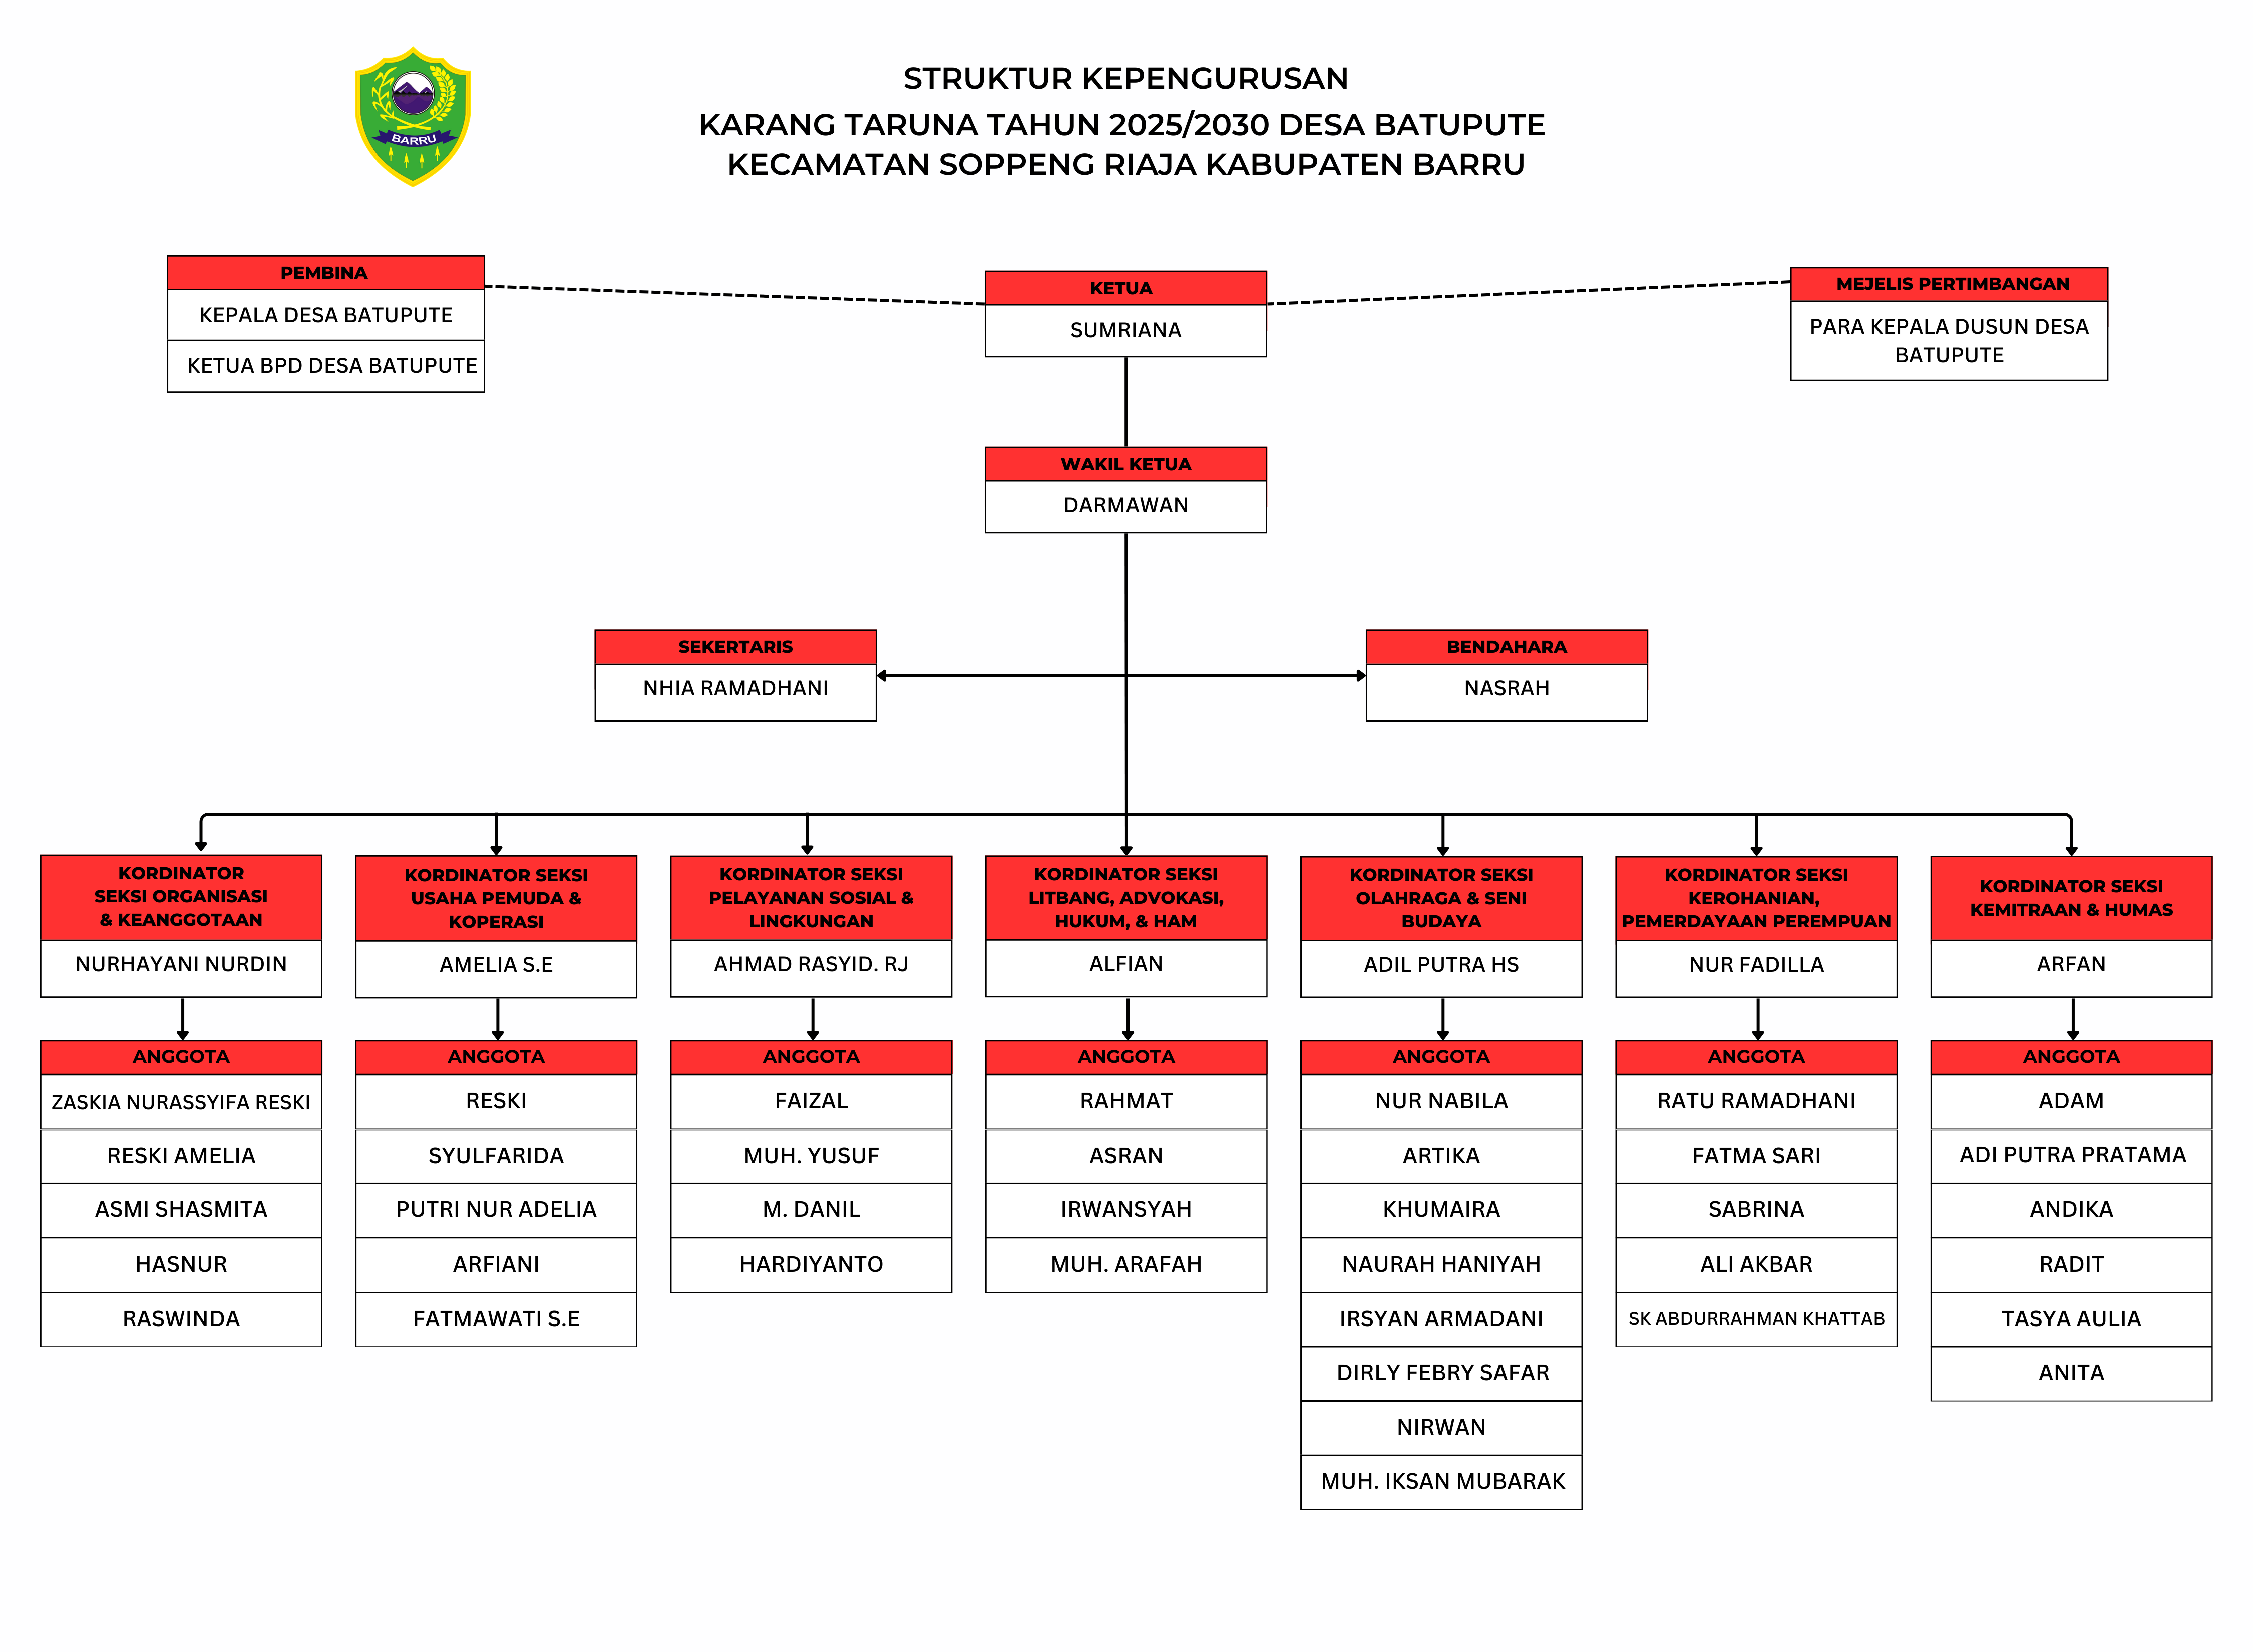 STRUKTUR KEPENGURUSAN
KARANG TARUNA TAHUN 2025/2030 DESA BATUPUTE
KECAMATAN SOPPENG RIAJA KABUPATEN BARRU
BARRU
PEMBINA
KEPALA DESA BATUPUTE
KETUA BPD DESA BATUPUTE
KETUA
SUMRIANA
MEJELIS PERTIMBANGAN
PARA KEPALA DUSUN DESA
BATUPUTE
WAKIL KETUA
DARMAWAN
SEKERTARIS
NHIA RAMADHANI
BENDAHARA
NASRAH
KORDINATOR
SEKSI ORGANISASI
& KEANGGOTAAN
NURHAYANI NURDIN
ANGGOTA
ZASKIA NURASSYIFA RESKI
RESKI AMELIA
ASMI SHASMITA
HASNUR
RASWINDA
KORDINATOR SEKSI
USAHA PEMUDA &
KOPERASI
AMELIA S.E
ANGGOTA
RESKI
SYULFARIDA
PUTRI NUR ADELIA
ARFIANI
FATMAWATI S.E
KORDINATOR SEKSI
PELAYANAN SOSIAL &
LINGKUNGAN
AHMAD RASYID. RJ
ANGGOTA
FAIZAL
MUH. YUSUF
M. DANIL
HARDIYANTO
KORDINATOR SEKSI
LITBANG, ADVOKASI,
HUKUM, & HAM
ALFIAN
ANGGOTA
RAHMAT
ASRAN
IRWANSYAH
MUH. ARAFAH
KORDINATOR SEKSI
OLAHRAGA & SENI
BUDAYA
ADIL PUTRA HS
ANGGOTA
NUR NABILA
ARTIKA
KHUMAIRA
NAURAH HANIYAH
IRSYAN ARMADANI
DIRLY FEBRY SAFAR
NIRWAN
MUH. IKSAN MUBARAK
KORDINATOR SEKSI
KEROHANIAN,
PEMERDAYAAN PEREMPUAN
NUR FADILLA
ANGGOTA
RATU RAMADHANI
FATMA SARI
SABRINA
ALI AKBAR
SK ABDURRAHMAN KHATTAB
KORDINATOR SEKSI
KEMITRAAN & HUMAS
ARFAN
ANGGOTA
ADAM
ADI PUTRA PRATAMA
ANDIKA
RADIT
TASYA AULIA
ANITA